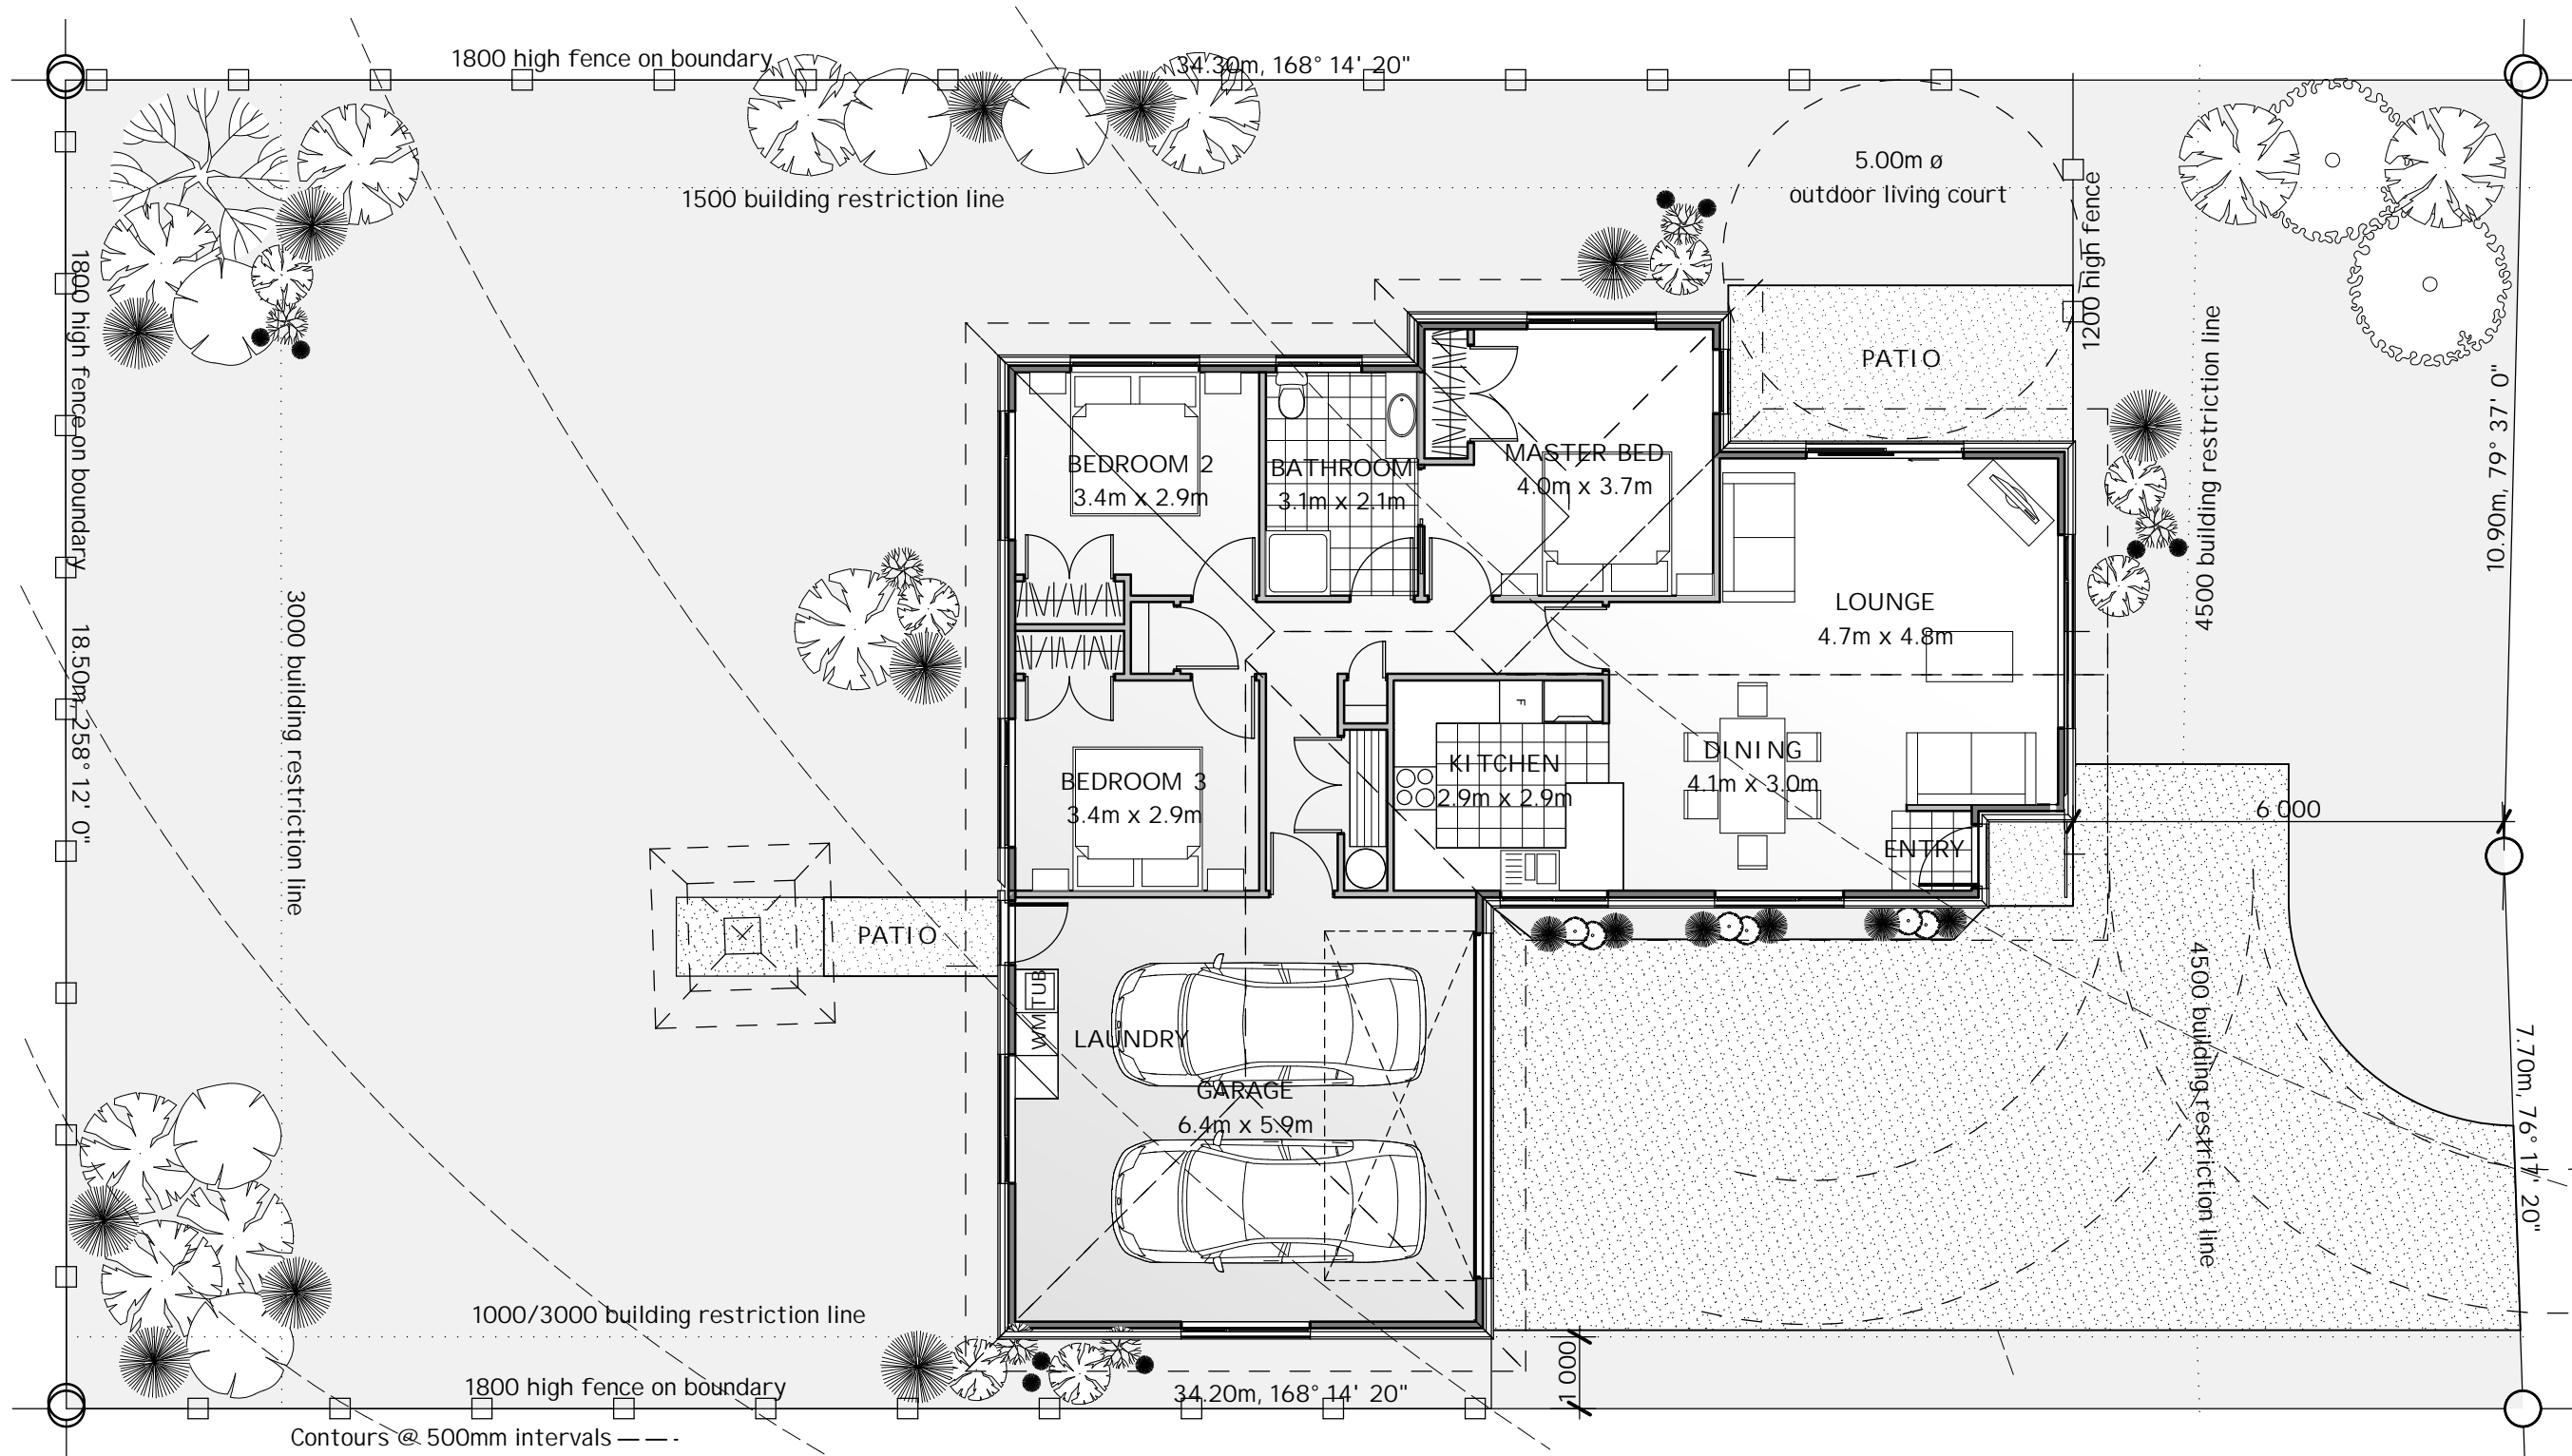 1800 high fence on boundary
34.30m, 168° 14' 20"
1500 building restriction line
5.00m ø
outdoor living court
1200 high fence
1800 high fence on boundary
4500 building restriction line
PATIO
10.90m, 79° 37' 0"
BEDROOM 2
3.4m x 2.9m
BATHROOM
3.1m x 2.1m
MASTER BED
4.0m x 3.7m
LOUNGE
4.7m x 4.8m
18.50m, 258° 12' 0"
3000 building restriction line
F
BEDROOM 3
3.4m x 2.9m
KITCHEN
2.9m x 2.9m
DINING
4.1m x 3.0m
6 000
ENTRY
PATIO
TUB
WM
LAUNDRY
GARAGE
6.4m x 5.9m
4500 building restriction line
7.70m, 76° 17' 20"
1000/3000 building restriction line
1 000
1800 high fence on boundary
34.20m, 168° 14' 20"
Contours @ 500mm intervals